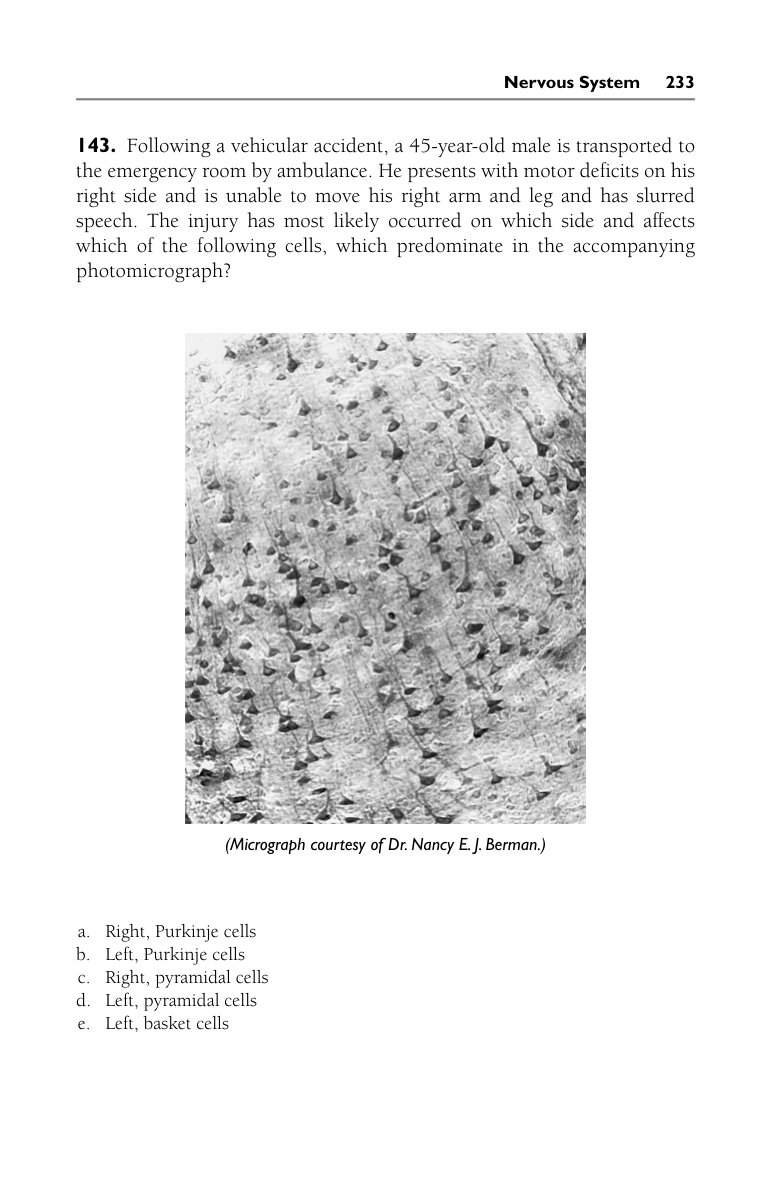 Nervous System 233
143. Following a vehicular accident, a 45-year-old male is transported to
the emergency room by ambulance. He presents with motor deficits on his
right side and is unable to move his right arm and leg and has slurred
speech. The injury has most likely occurred on which side and affects
which of the following cells, which predominate in the accompanying
photomicrograph?
(Micrograph courtesy of Dr. Nancy E. J. Berman.)
a. Right, Purkinje cells
b. Left, Purkinje cells
c. Right, pyramidal cells
d. Left, pyramidal cells
e. Left, basket cells